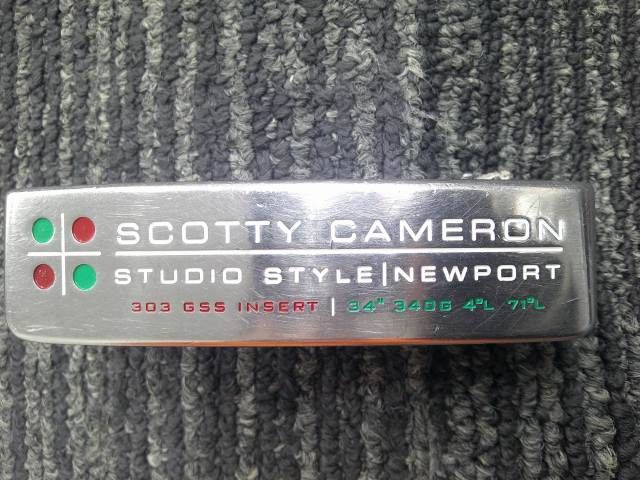 SCOTTY CAMERON
STUDIO STYLE|NEWPORT
303 GSS INSERT | 34" 340G 4°L 71°L